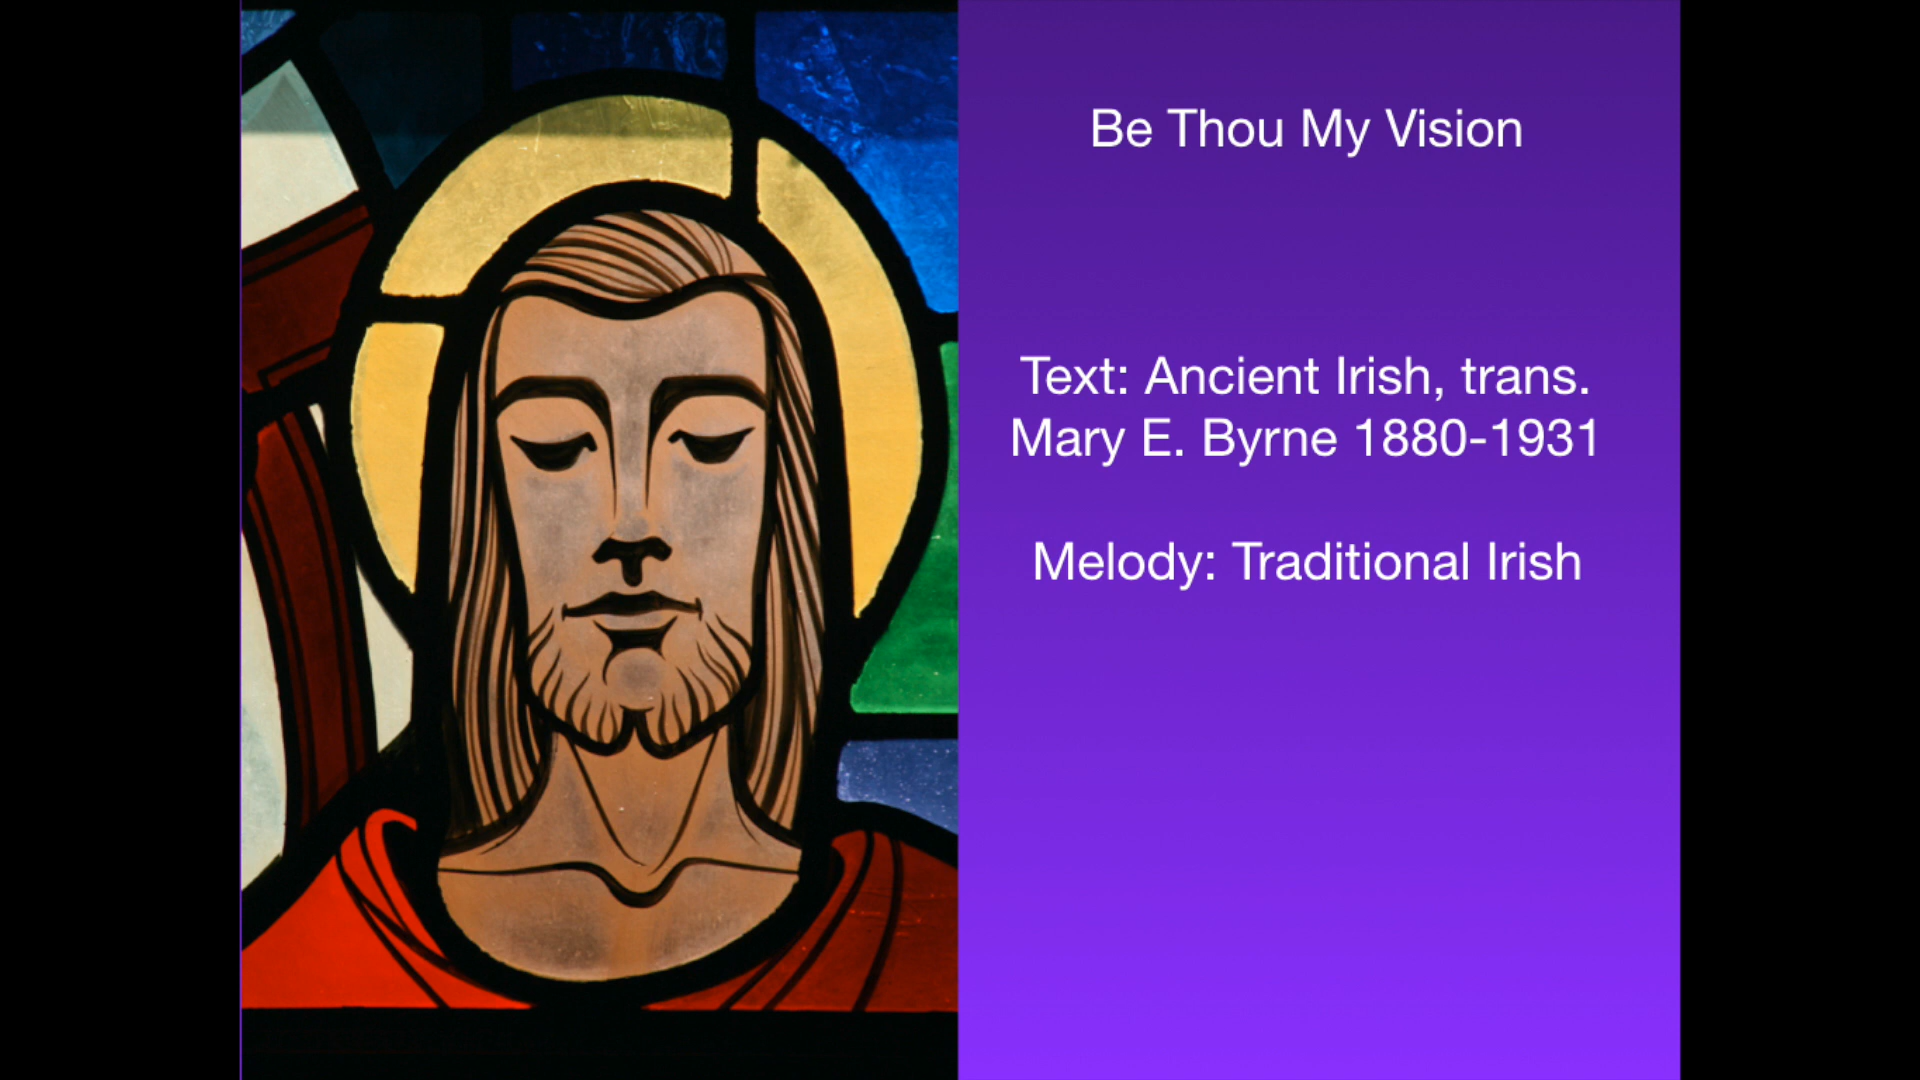 Be Thou My Vision
Text: Ancient Irish, trans.
Mary E. Byrne 1880-1931
Melody: Traditional Irish